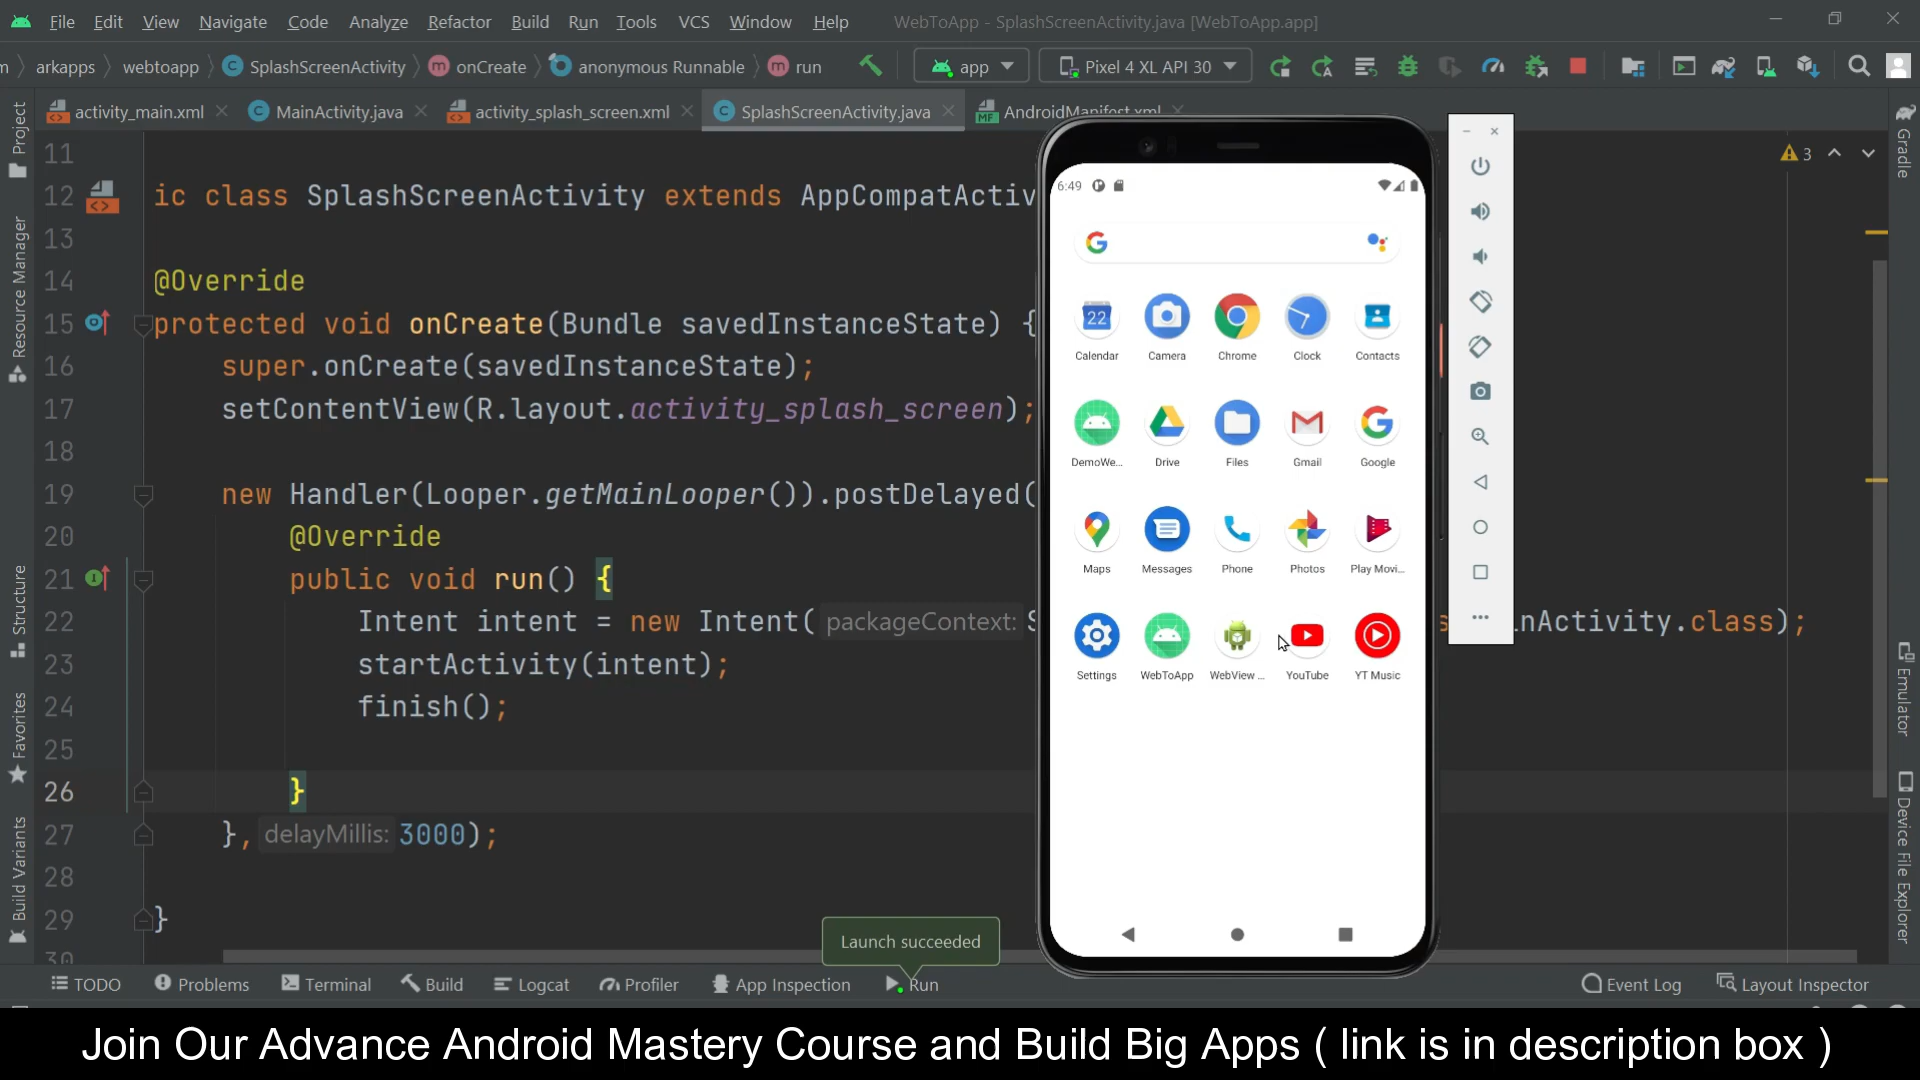 File Edit View Navigate Code Analyze Refactor Build Run Tools VCS Window Help WebToApp - SplashScreenActivity.java [WebToApp.app]
arkapps webtoapp SplashScreenActivity onCreate anonymous Runnable run app Pixel 4 XL API 30
activity_main.xml MainActivity.java activity_splash_screen.xml SplashScreenActivity.java AndroidManifest.xml
Project
Resource Manager
Structure
Favorites
Build Variants
11
12 ic class SplashScreenActivity extends AppCompatActiv
13
14 @Override
15 protected void onCreate(Bundle savedInstanceState) {
16 super.onCreate(savedInstanceState);
17 setContentView(R.layout.activity_splash_screen);
18
19 new Handler(Looper.getMainLooper()).postDelayed(
20 @Override
21 public void run() {
22 Intent intent = new Intent( packageContext: inActivity.class);
23 startActivity(intent);
24 finish();
25
26 }
27 }, delayMillis: 3000);
28
29 }
30
3
6:49
22
Calendar Camera Chrome Clock Contacts
DemoWe... Drive Files Gmail Google
Maps Messages Phone Photos Play Movi...
Settings WebToApp WebView ... YouTube YT Music
Gradle
Emulator
Device File Explorer
Launch succeeded
TODO Problems Terminal Build Logcat Profiler App Inspection Run Event Log Layout Inspector
Join Our Advance Android Mastery Course and Build Big Apps ( link is in description box )